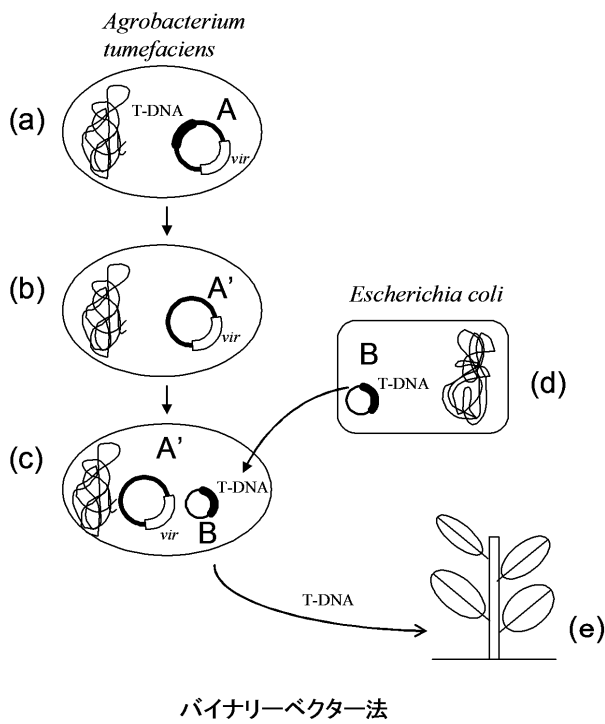 Agrobacterium
tumefaciens
(a)
T-DNA
A
vir
(b)
A'
vir
Escherichia coli
B
T-DNA
(d)
(c)
A'
T-DNA
vir
B
T-DNA
(e)
バイナリーベクター法